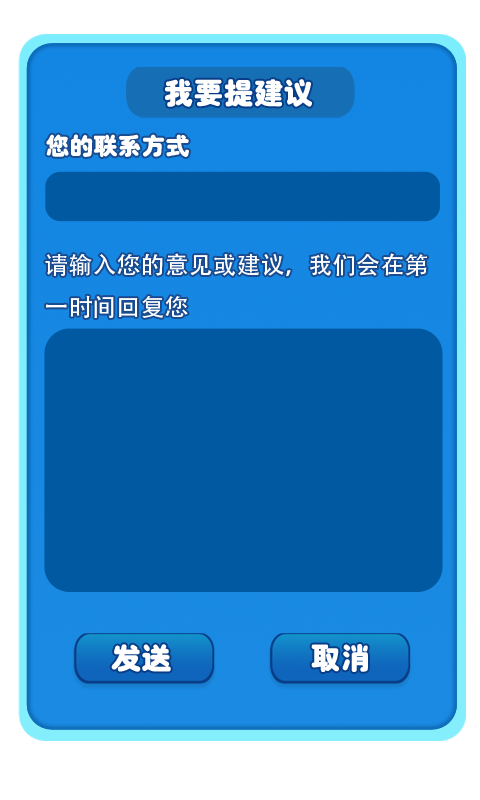 我要提建议
您的联系方式
请输入您的意见或建议，我们会在第
一时间回复您
发送
取消